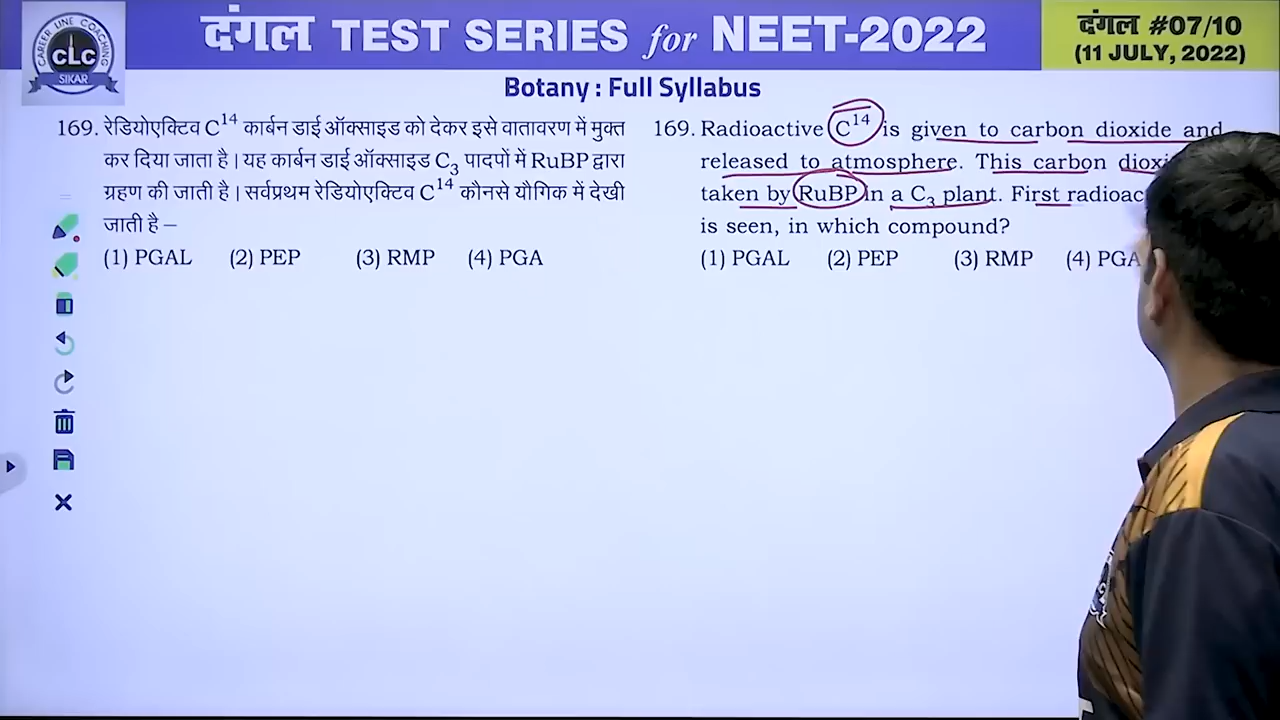 CAREER LINE COACHING
CLC
SIKAR
दंगल TEST SERIES for NEET-2022
दंगल #07/10
(11 JULY, 2022)
Botany : Full Syllabus
169. रेडियोएक्टिव C14 कार्बन डाई ऑक्साइड को देकर इसे वातावरण में मुक्त
कर दिया जाता है। यह कार्बन डाई ऑक्साइड C3 पादपों में RuBP द्वारा
ग्रहण की जाती है। सर्वप्रथम रेडियोएक्टिव C14 कौनसे यौगिक में देखी
जाती है –
(1) PGAL (2) PEP (3) RMP (4) PGA
169. Radioactive C14 is given to carbon dioxide and
released to atmosphere. This carbon
taken by RuBP in a C3 plant. First
is seen, in which compound?
(1) PGAL (2) PEP (3) RMP (4) PGA